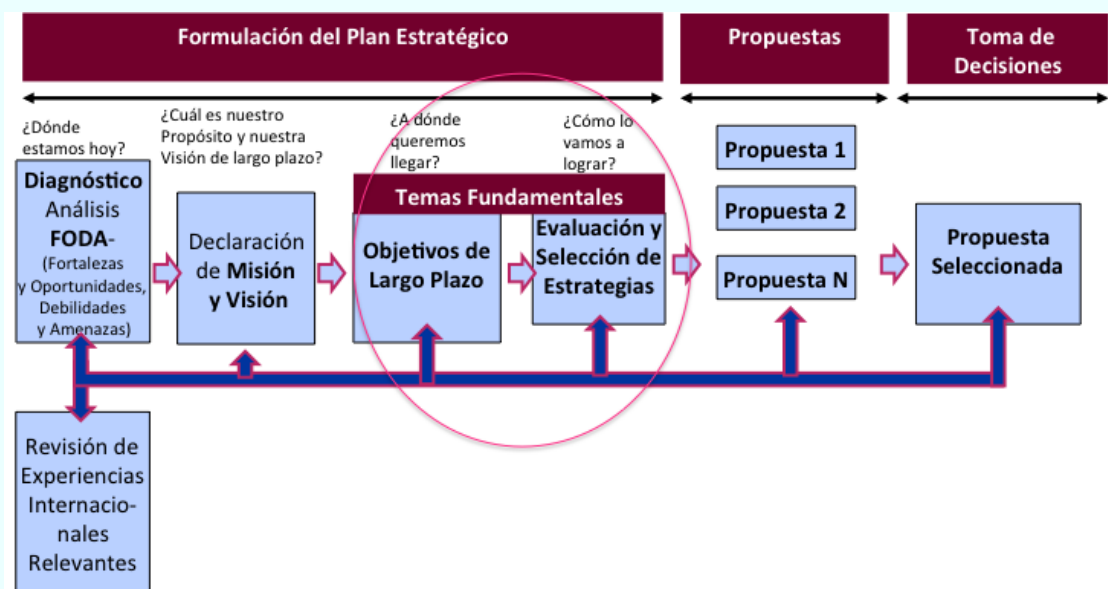 Formulación del Plan Estratégico
Propuestas
Toma de
Decisiones
¿Dónde
estamos hoy?
¿Cuál es nuestro
Propósito y nuestra
Visión de largo plazo?
¿A dónde
queremos
llegar?
¿Cómo lo
vamos a
lograr?
Temas Fundamentales
Diagnóstico
Análisis
FODA-
(Fortalezas
y Oportunidades,
Debilidades
y Amenazas)
Declaración
de Misión
y Visión
Objetivos de
Largo Plazo
Evaluación y
Selección de
Estrategias
Propuesta 1
Propuesta 2
Propuesta N
Propuesta
Seleccionada
Revisión de
Experiencias
Internacio-
nales
Relevantes